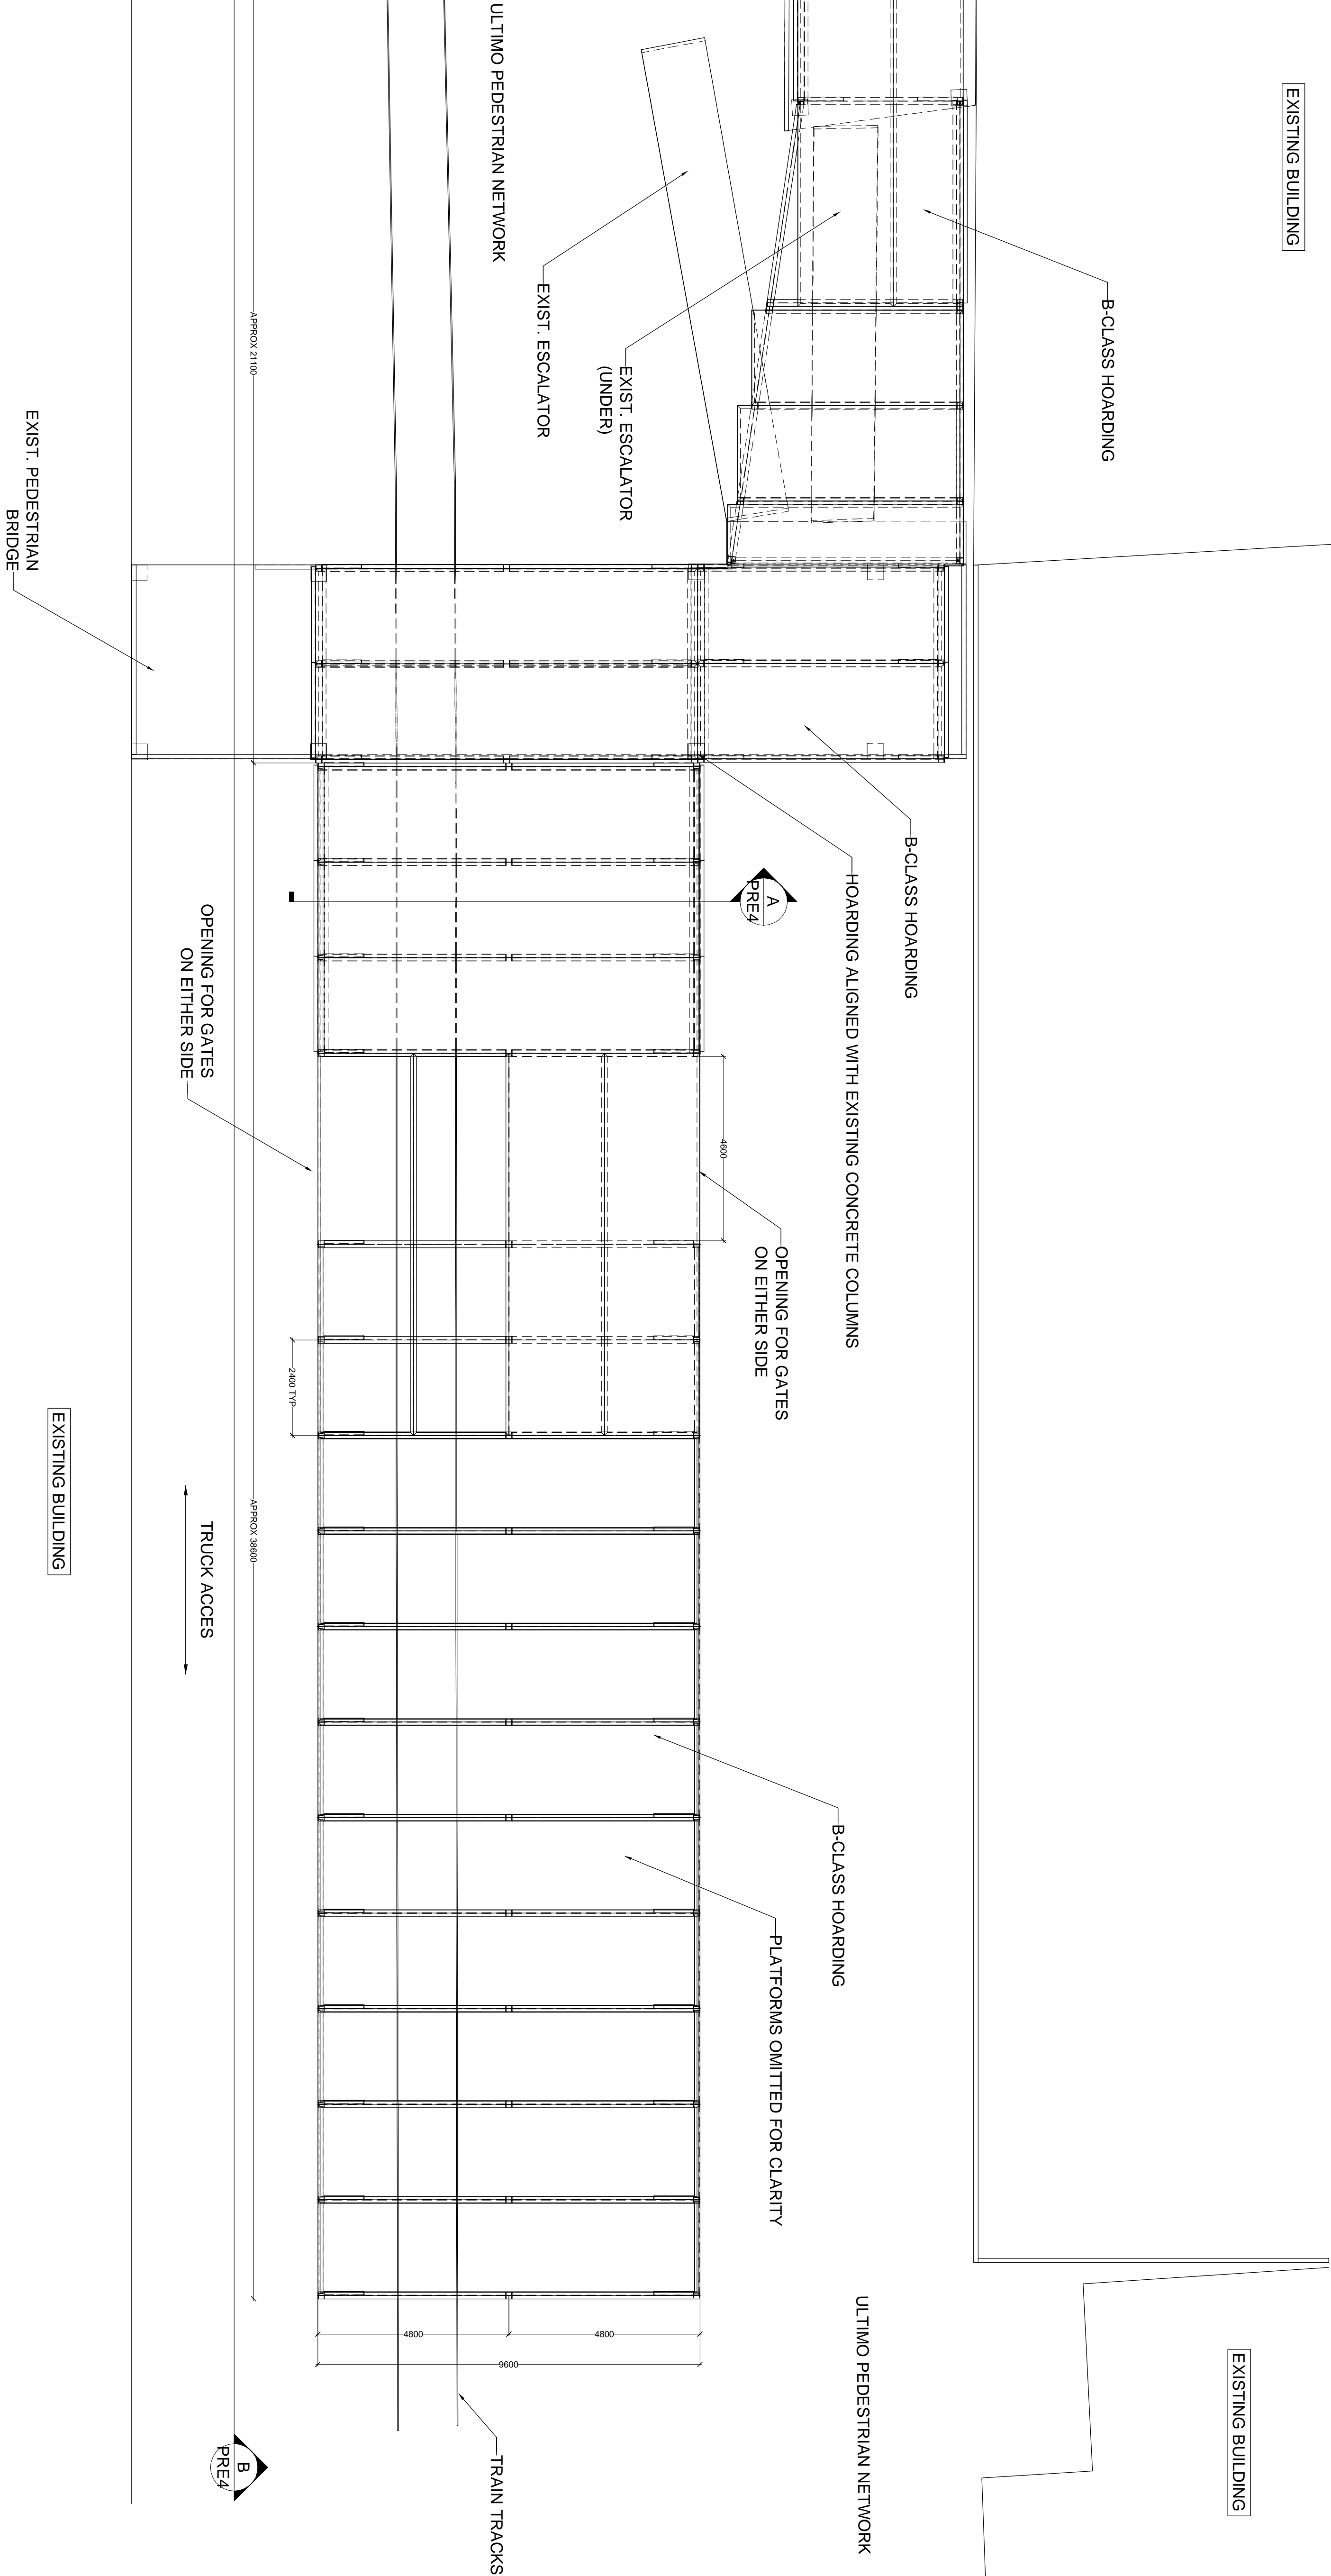 EXISTING BUILDING
B-CLASS HOARDING
ULTIMO PEDESTRIAN NETWORK
EXIST. ESCALATOR
EXIST. ESCALATOR
(UNDER)
APPROX 21100
EXIST. PEDESTRIAN
BRIDGE
B-CLASS HOARDING
HOARDING ALIGNED WITH EXISTING CONCRETE COLUMNS
A
PRE4
OPENING FOR GATES
ON EITHER SIDE
4600
OPENING FOR GATES
ON EITHER SIDE
2400 TYP
EXISTING BUILDING
TRUCK ACCES
APPROX 38600
B-CLASS HOARDING
PLATFORMS OMITTED FOR CLARITY
ULTIMO PEDESTRIAN NETWORK
EXISTING BUILDING
4800
4800
9600
TRAIN TRACKS
B
PRE4